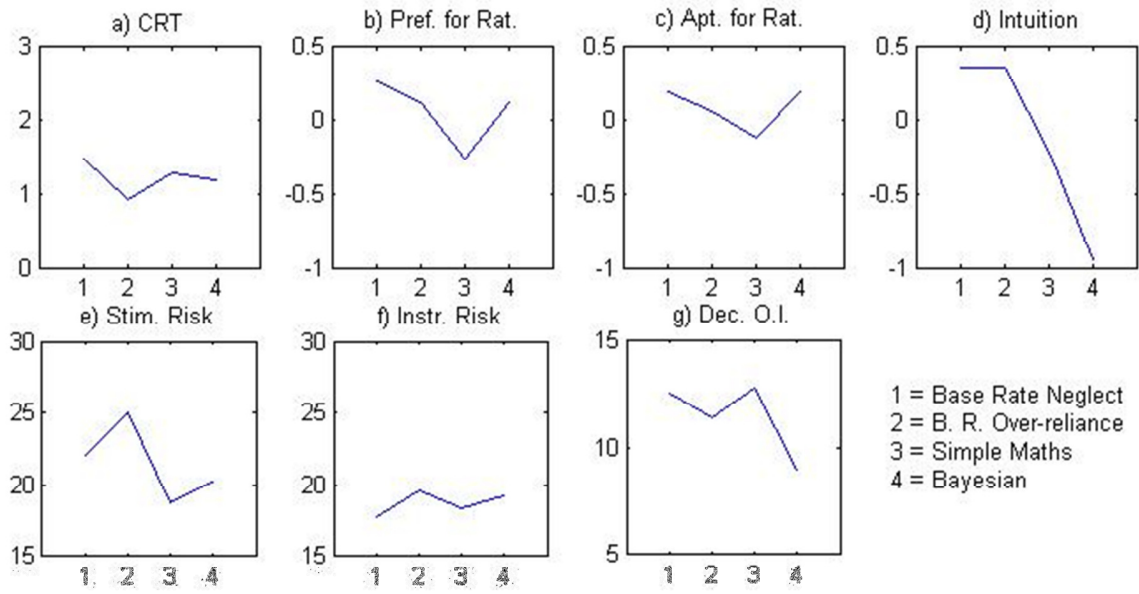 a) CRT
b) Pref. for Rat.
c) Apt. for Rat.
d) Intuition
3
2
1
0
1 2 3 4
0.5
0
-0.5
-1
1 2 3 4
0.5
0
-0.5
-1
1 2 3 4
0.5
0
-0.5
-1
1 2 3 4
e) Stim. Risk
f) Instr. Risk
g) Dec. O.I.
30
25
20
15
1 2 3 4
30
25
20
15
1 2 3 4
15
10
5
1 2 3 4
1 = Base Rate Neglect
2 = B. R. Over-reliance
3 = Simple Maths
4 = Bayesian